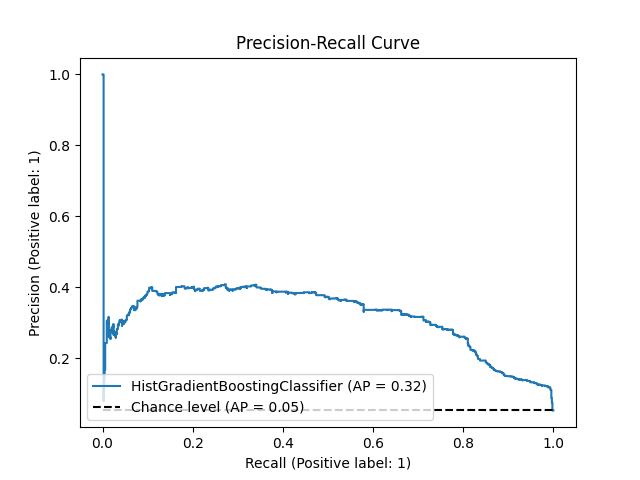 Precision-Recall Curve
Precision (Positive label: 1)
1.0
0.8
0.6
0.4
0.2
HistGradientBoostingClassifier (AP = 0.32)
Chance level (AP = 0.05)
0.0 0.2 0.4 0.6 0.8 1.0
Recall (Positive label: 1)